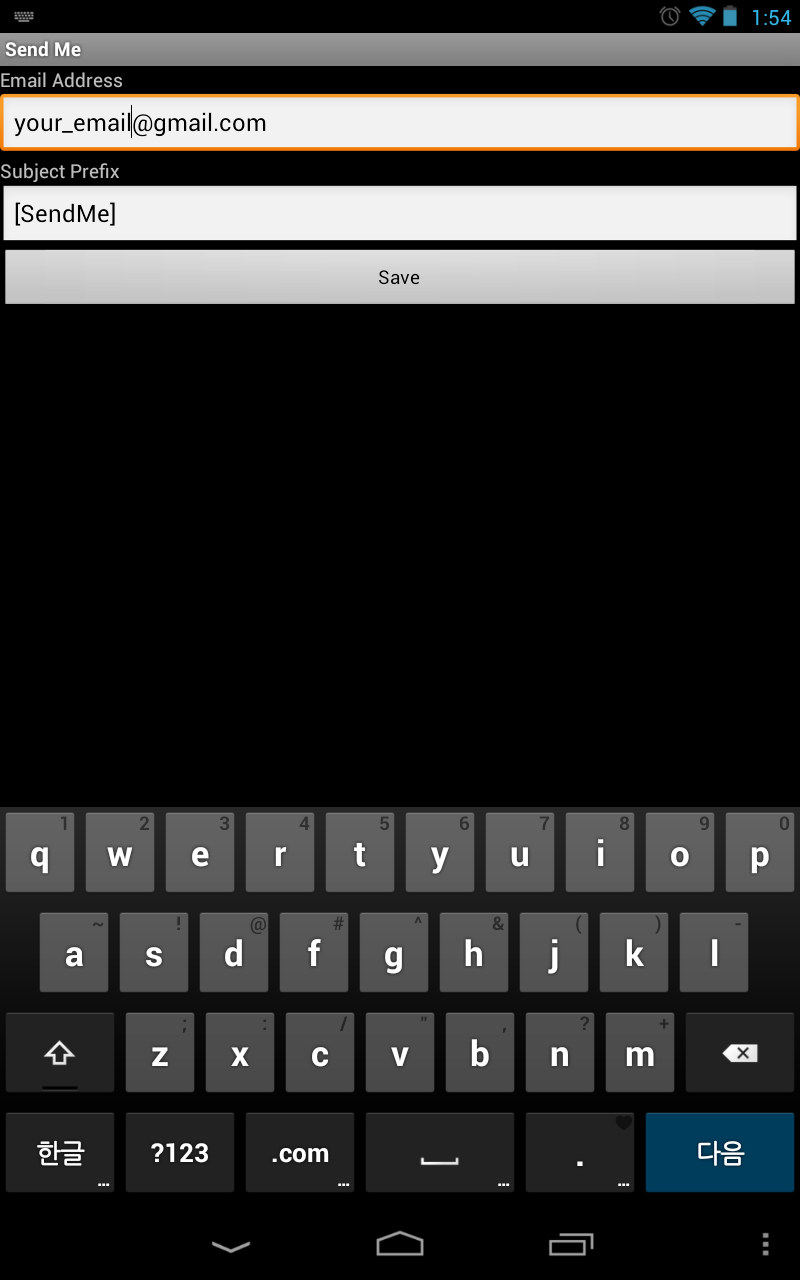 1:54
Send Me
Email Address
your_email@gmail.com
Subject Prefix
[SendMe]
Save
1 2 3 4 5 6 7 8 9 0
q w e r t y u i o p
~ ! @ # ^ & ( ) -
a s d f g h j k l
; : / " , ? +
z x c v b n m
한글 ?123 .com . 다음